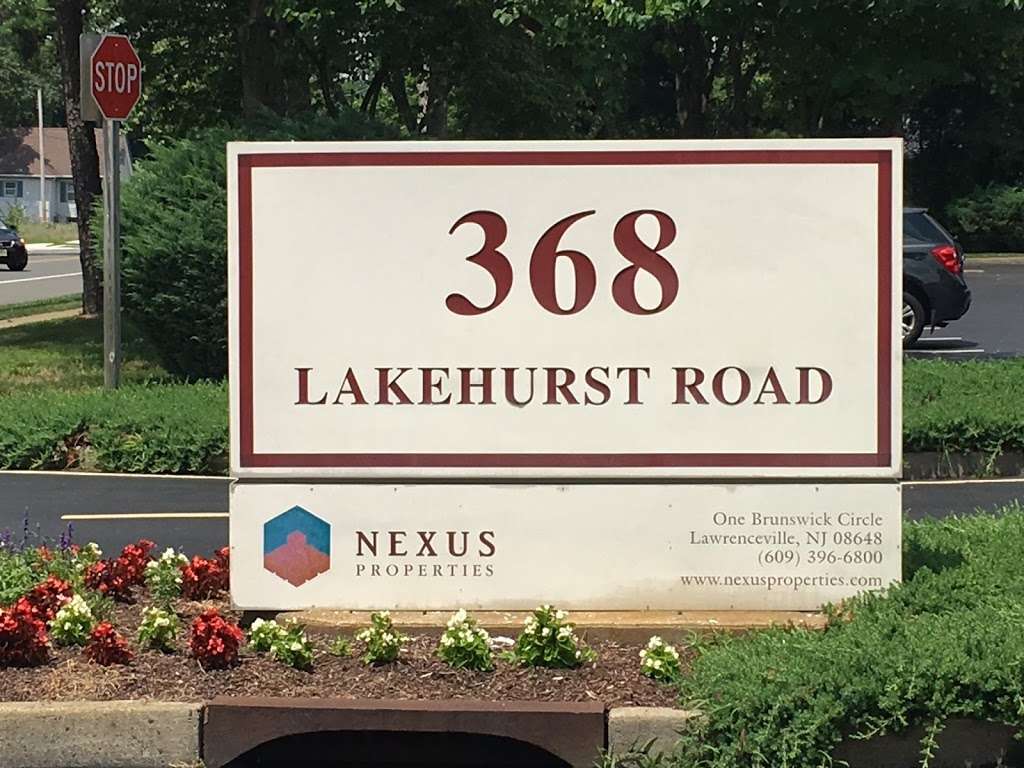 STOP
368
LAKEHURST ROAD
NEXUS
PROPERTIES
One Brunswick Circle
Lawrenceville, NJ 08648
(609) 396-6800
www.nexusproperties.com